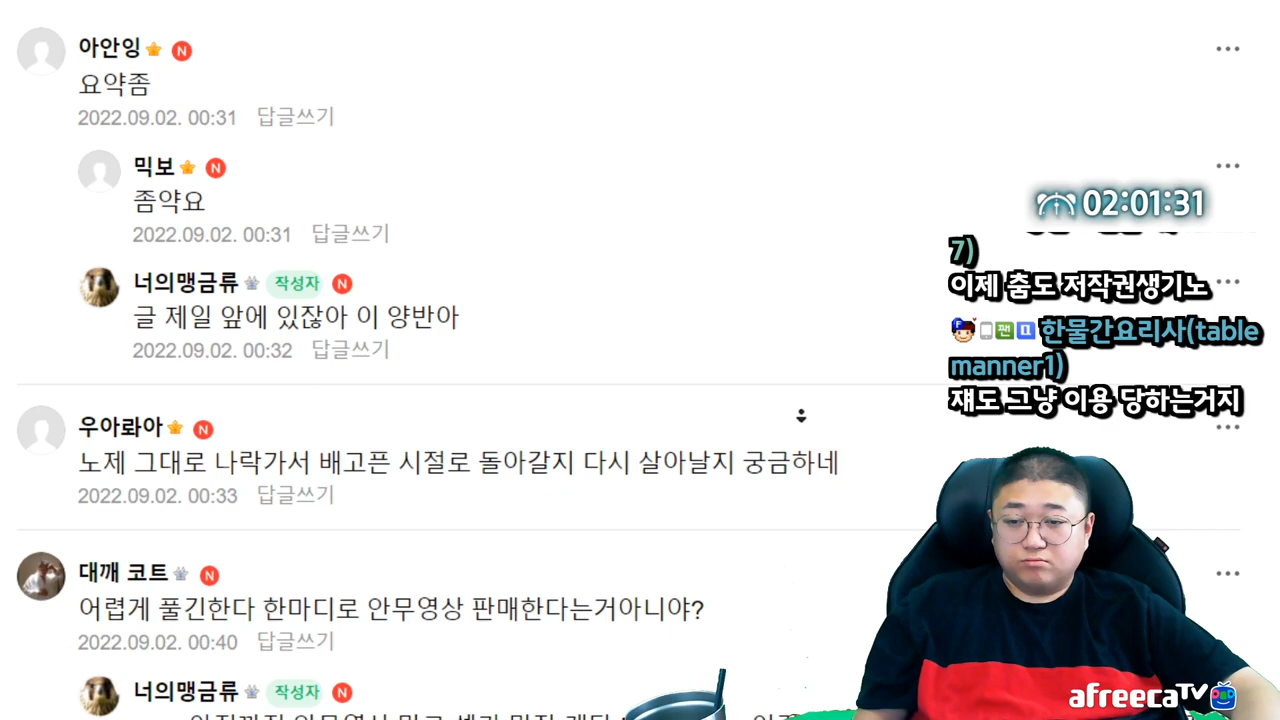 아안잉 N
요약좀
2022.09.02. 00:31 답글쓰기
믹보 N
좀약요
2022.09.02. 00:31 답글쓰기
너의맹금류 작성자 N
글 제일 앞에 있잖아 이 양반아
2022.09.02. 00:32 답글쓰기
우아롸아 N
노제 그대로 나락가서 배고픈 시절로 돌아갈지 다시 살아날지 궁금하네
2022.09.02. 00:33 답글쓰기
대깨 코트 N
어렵게 풀긴한다 한마디로 안무영상 판매한다는거아니야?
2022.09.02. 00:40 답글쓰기
너의맹금류 작성자 N
02:01:31
7)
이제 춤도 저작권생기노
F 팬 한물간요리사(table
manner1)
쟤도 그냥 이용 당하는거지
afreecaTV